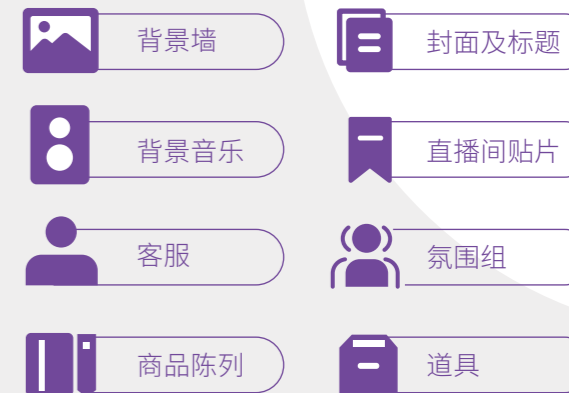 背景墙
封面及标题
背景音乐
直播间贴片
客服
氛围组
商品陈列
道具